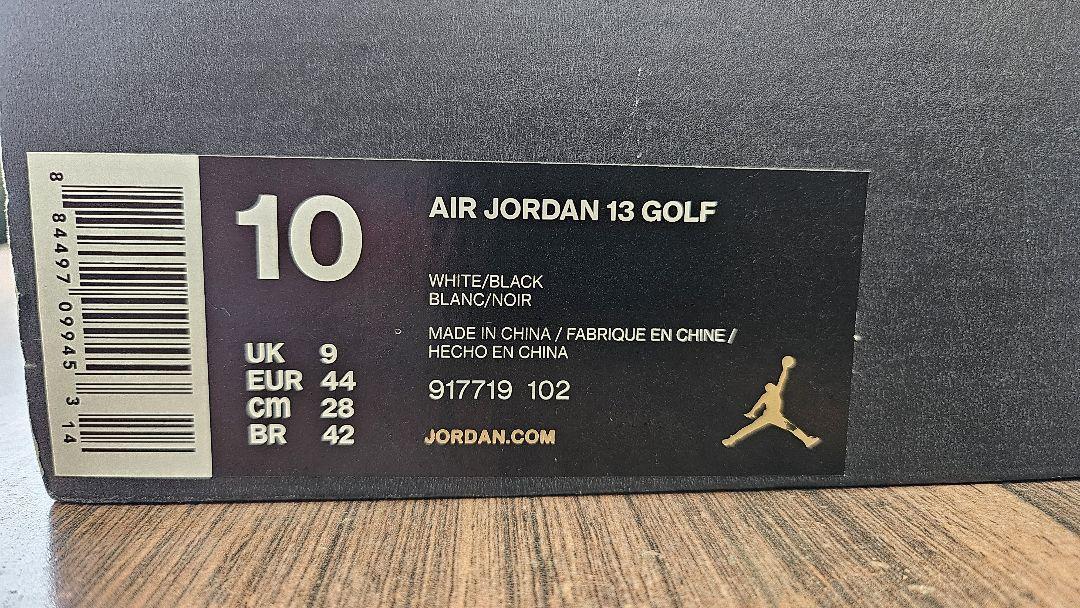 8 84497 09945 3 14
10
UK 9
EUR 44
cm 28
BR 42
AIR JORDAN 13 GOLF
WHITE/BLACK
BLANC/NOIR
MADE IN CHINA / FABRIQUE EN CHINE /
HECHO EN CHINA
917719 102
JORDAN.COM